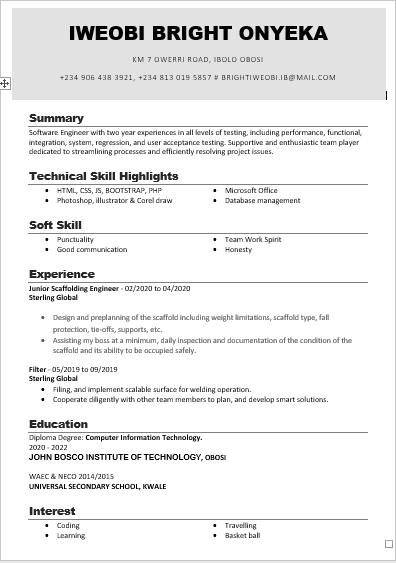 IWEOBI BRIGHT ONYEKA
KM 7 OWERRI ROAD, IBOLO OBOSI
+234 906 438 3921, +234 813 019 5857 # BRIGHTIWEOBI.IB@MAIL.COM
Summary
Software Engineer with two year experiences in all levels of testing, including performance, functional,
integration, system, regression, and user acceptance testing. Supportive and enthusiastic team player
dedicated to streamlining processes and efficiently resolving project issues.
Technical Skill Highlights
• HTML, CSS, JS, BOOTSTRAP, PHP
• Photoshop, illustrator & Corel draw
• Microsoft Office
• Database management
Soft Skill
• Punctuality
• Good communication
• Team Work Spirit
• Honesty
Experience
Junior Scaffolding Engineer - 02/2020 to 04/2020
Sterling Global
• Design and preplanning of the scaffold including weight limitations, scaffold type, fall
protection, tie-offs, supports, etc.
• Assisting my boss at a minimum, daily inspection and documentation of the condition of the
scaffold and its ability to be occupied safely.
Filter - 05/2019 to 09/2019
Sterling Global
• Filing, and implement scalable surface for welding operation.
• Cooperate diligently with other team members to plan, and develop smart solutions.
Education
Diploma Degree: Computer Information Technology.
2020 - 2022
JOHN BOSCO INSTITUTE OF TECHNOLOGY, OBOSI
WAEC & NECO 2014/2015
UNIVERSAL SECONDARY SCHOOL, KWALE
Interest
• Coding
• Learning
• Travelling
• Basket ball